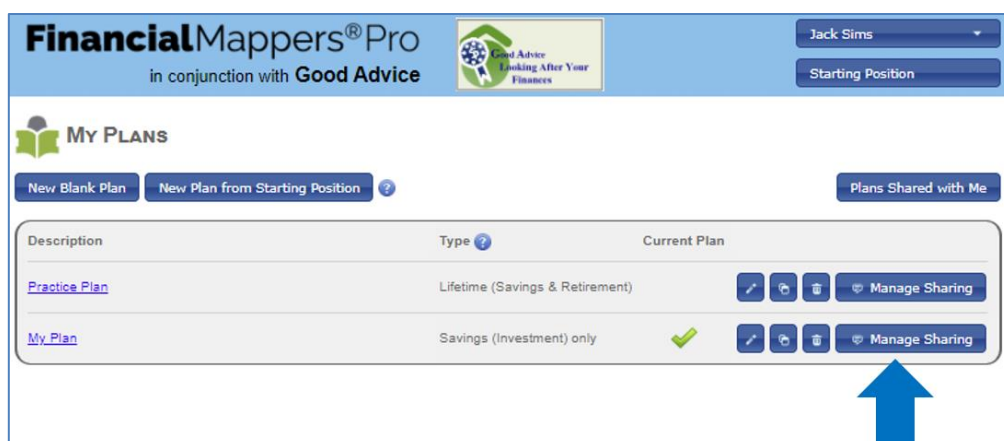 FinancialMappers®Pro
in conjunction with Good Advice
Good Advice
Looking After Your
Finances
Jack Sims
Starting Position
MY PLANS
New Blank Plan
New Plan from Starting Position
?
Plans Shared with Me
Description Type ? Current Plan
Practice Plan Lifetime (Savings & Retirement) Manage Sharing
My Plan Savings (Investment) only Manage Sharing